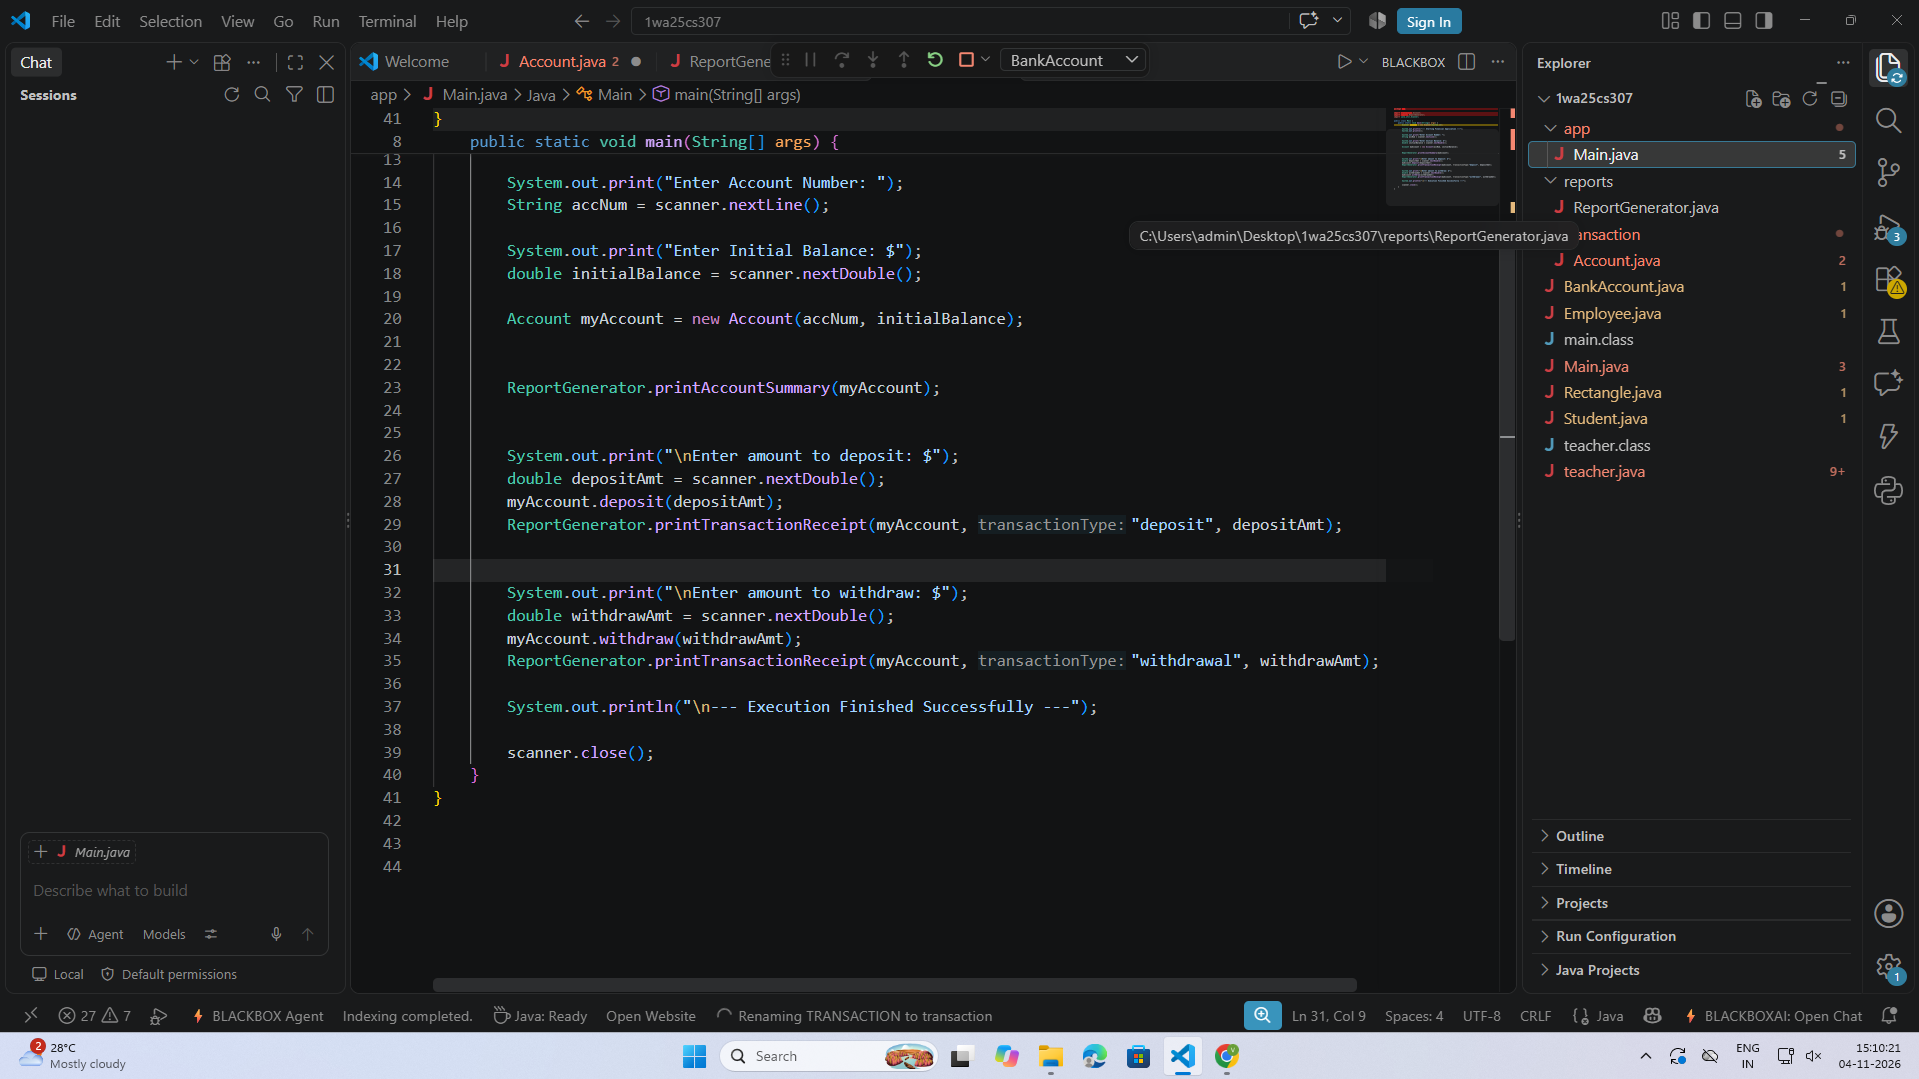 File Edit Selection View Go Run Terminal Help
1wa25cs307
Sign In
Chat
Sessions
Main.java
Describe what to build
Agent Models
Local Default permissions
Welcome
Account.java 2
ReportGene
BankAccount
BLACKBOX
app > Main.java > Java > Main > main(String[] args)
41 }
8 public static void main(String[] args) {
13
14 System.out.print("Enter Account Number: ");
15 String accNum = scanner.nextLine();
16
17 System.out.print("Enter Initial Balance: $");
18 double initialBalance = scanner.nextDouble();
19
20 Account myAccount = new Account(accNum, initialBalance);
21
22
23 ReportGenerator.printAccountSummary(myAccount);
24
25
26 System.out.print("\nEnter amount to deposit: $");
27 double depositAmt = scanner.nextDouble();
28 myAccount.deposit(depositAmt);
29 ReportGenerator.printTransactionReceipt(myAccount, transactionType: "deposit", depositAmt);
30
31
32 System.out.print("\nEnter amount to withdraw: $");
33 double withdrawAmt = scanner.nextDouble();
34 myAccount.withdraw(withdrawAmt);
35 ReportGenerator.printTransactionReceipt(myAccount, transactionType: "withdrawal", withdrawAmt);
36
37 System.out.println("\n--- Execution Finished Successfully ---");
38
39 scanner.close();
40 }
41 }
42
43
44
C:\Users\admin\Desktop\1wa25cs307\reports\ReportGenerator.java
Explorer
1wa25cs307
app
Main.java 5
reports
ReportGenerator.java
ansaction
Account.java 2
BankAccount.java 1
Employee.java 1
main.class
Main.java 3
Rectangle.java 1
Student.java 1
teacher.class
teacher.java 9+
Outline
Timeline
Projects
Run Configuration
Java Projects
3
1
27 7 BLACKBOX Agent Indexing completed. Java: Ready Open Website Renaming TRANSACTION to transaction
Ln 31, Col 9 Spaces: 4 UTF-8 CRLF Java BLACKBOXAI: Open Chat
2
28°C
Mostly cloudy
Search
ENG
IN
15:10:21
04-11-2026